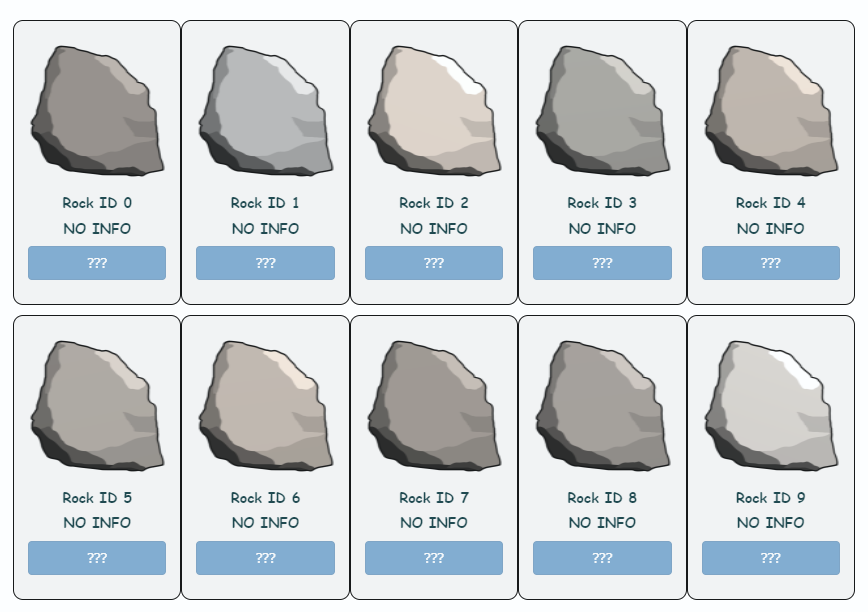 Rock ID 0
Rock ID 1
Rock ID 2
Rock ID 3
Rock ID 4
NO INFO
NO INFO
NO INFO
NO INFO
NO INFO
???
???
???
???
???
Rock ID 5
Rock ID 6
Rock ID 7
Rock ID 8
Rock ID 9
NO INFO
NO INFO
NO INFO
NO INFO
NO INFO
???
???
???
???
???